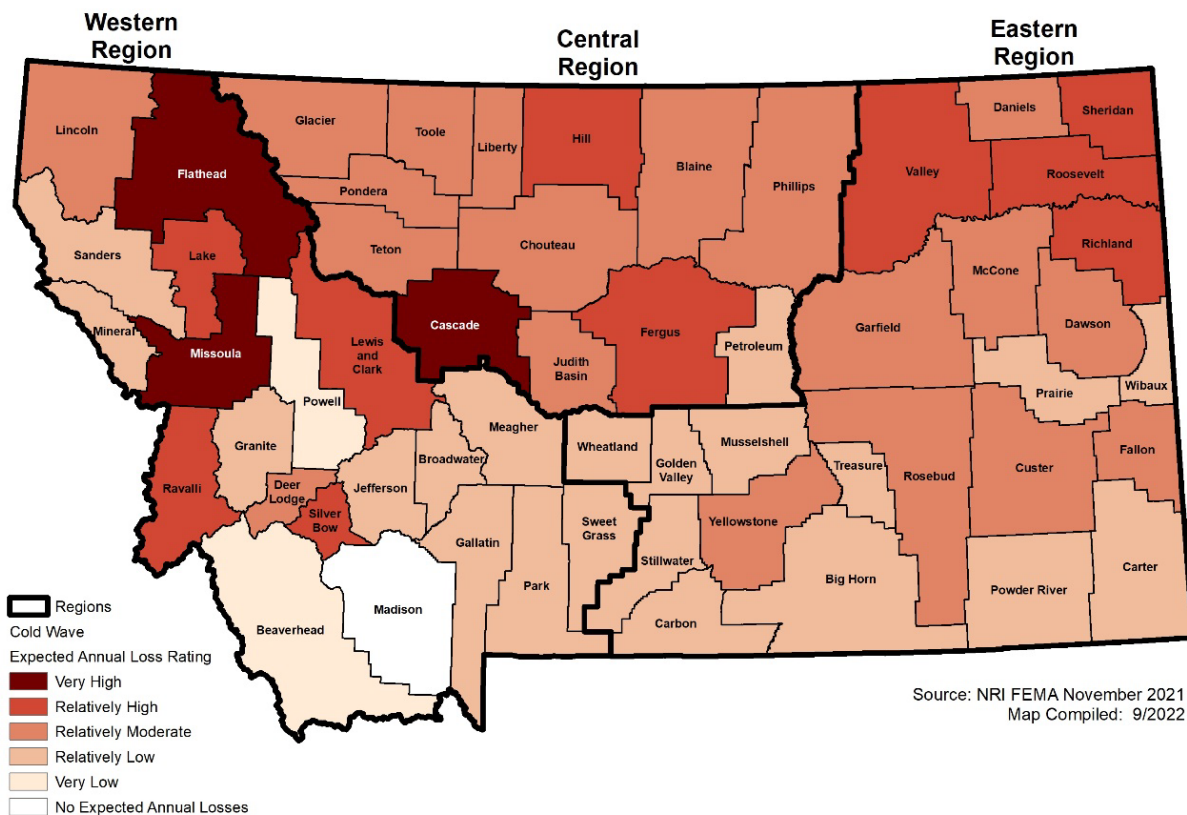 Western
Region
Central
Region
Eastern
Region
Lincoln
Flathead
Glacier
Toole
Liberty
Hill
Blaine
Phillips
Valley
Daniels
Sheridan
Roosevelt
Pondera
Teton
Chouteau
Richland
Sanders
Lake
McCone
Mineral
Missoula
Lewis
and
Clark
Cascade
Judith
Basin
Fergus
Petroleum
Garfield
Dawson
Prairie
Wibaux
Powell
Granite
Ravalli
Deer
Lodge
Silver
Bow
Jefferson
Broadwater
Meagher
Wheatland
Golden
Valley
Musselshell
Treasure
Rosebud
Custer
Fallon
Gallatin
Park
Sweet
Grass
Stillwater
Yellowstone
Big Horn
Powder River
Carter
Carbon
Beaverhead
Madison
Regions
Cold Wave
Expected Annual Loss Rating
Very High
Relatively High
Relatively Moderate
Relatively Low
Very Low
No Expected Annual Losses
Source: NRI FEMA November 2021
Map Compiled: 9/2022